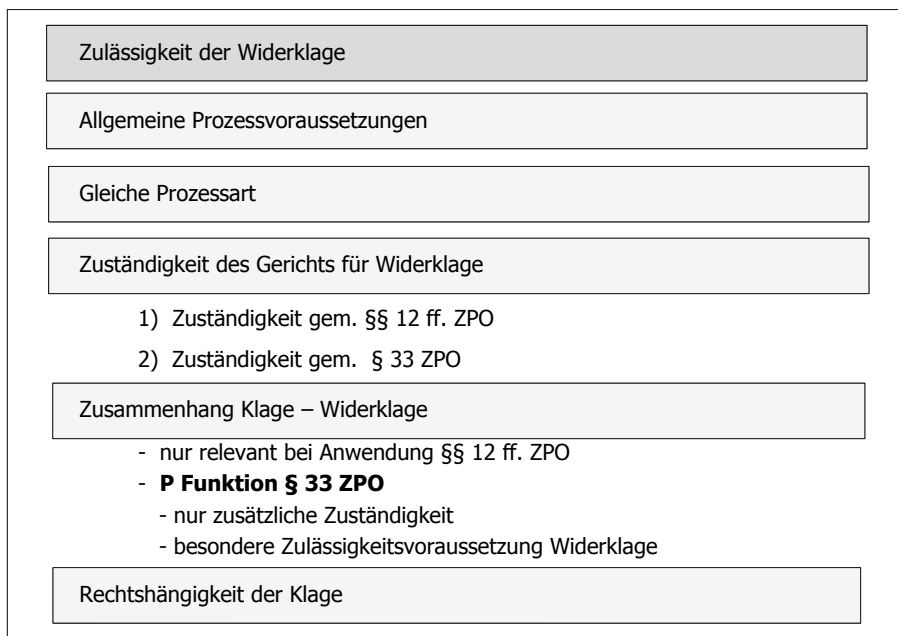 Zulässigkeit der Widerklage
Allgemeine Prozessvoraussetzungen
Gleiche Prozessart
Zuständigkeit des Gerichts für Widerklage
1) Zuständigkeit gem. §§ 12 ff. ZPO
2) Zuständigkeit gem. § 33 ZPO
Zusammenhang Klage – Widerklage
- nur relevant bei Anwendung §§ 12 ff. ZPO
- P Funktion § 33 ZPO
- nur zusätzliche Zuständigkeit
- besondere Zulässigkeitsvoraussetzung Widerklage
Rechtshängigkeit der Klage